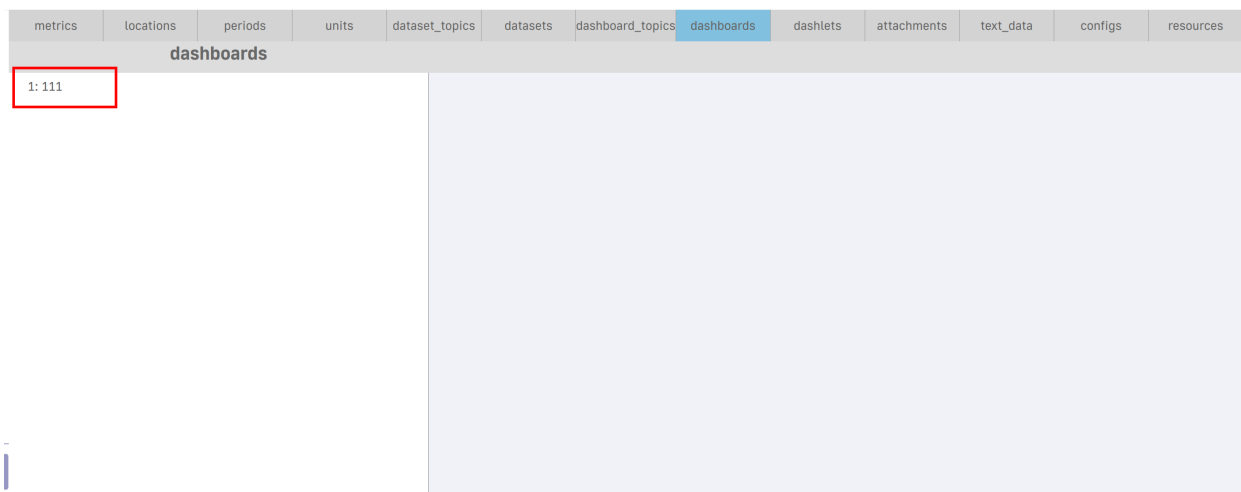 metrics locations periods units dataset_topics datasets dashboard_topics dashboards dashlets attachments text_data configs resources
dashboards
1: 111